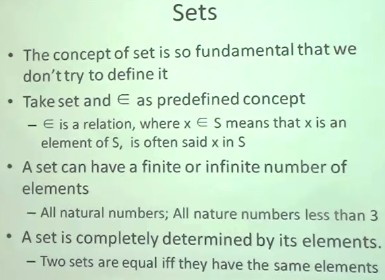 Sets
• The concept of set is so fundamental that we
don't try to define it
• Take set and ∈ as predefined concept
– ∈ is a relation, where x ∈ S means that x is an
element of S, is often said x in S
• A set can have a finite or infinite number of
elements
– All natural numbers; All nature numbers less than 3
• A set is completely determined by its elements.
– Two sets are equal iff they have the same elements